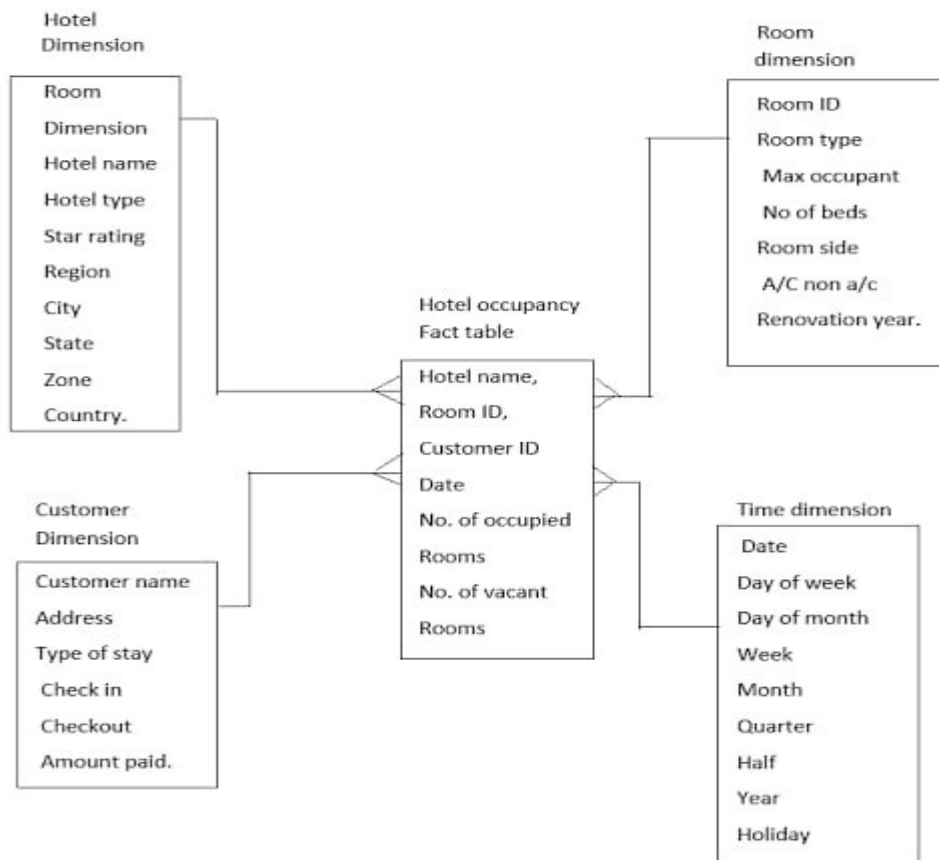 Hotel
Dimension
Room
Dimension
Hotel name
Hotel type
Star rating
Region
City
State
Zone
Country.
Room
dimension
Room ID
Room type
Max occupant
No of beds
Room side
A/C non a/c
Renovation year.
Hotel occupancy
Fact table
Hotel name,
Room ID,
Customer ID
Date
No. of occupied
Rooms
No. of vacant
Rooms
Customer
Dimension
Customer name
Address
Type of stay
Check in
Checkout
Amount paid.
Time dimension
Date
Day of week
Day of month
Week
Month
Quarter
Half
Year
Holiday